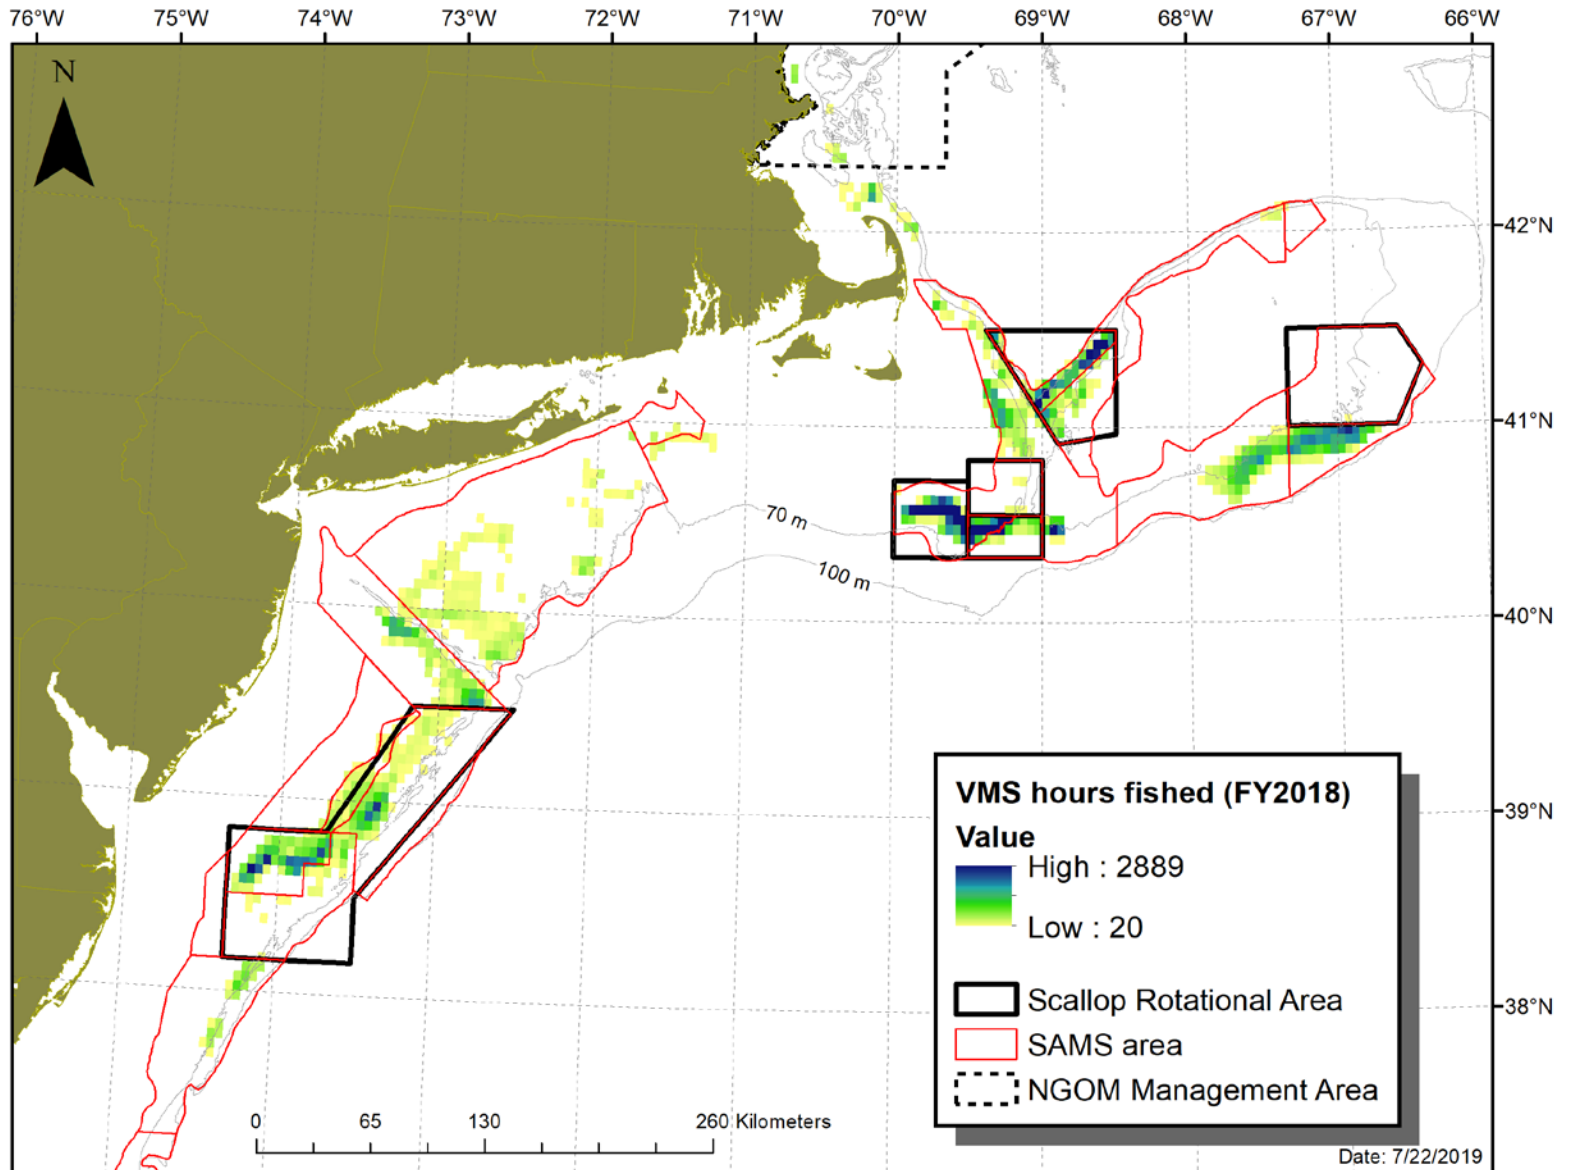 76°W 75°W 74°W 73°W 72°W 71°W 70°W 69°W 68°W 67°W 66°W
N
42°N
41°N
70 m
100 m
40°N
39°N
38°N
VMS hours fished (FY2018)
Value
High : 2889
Low : 20
Scallop Rotational Area
SAMS area
NGOM Management Area
0 65 130 260 Kilometers
Date: 7/22/2019